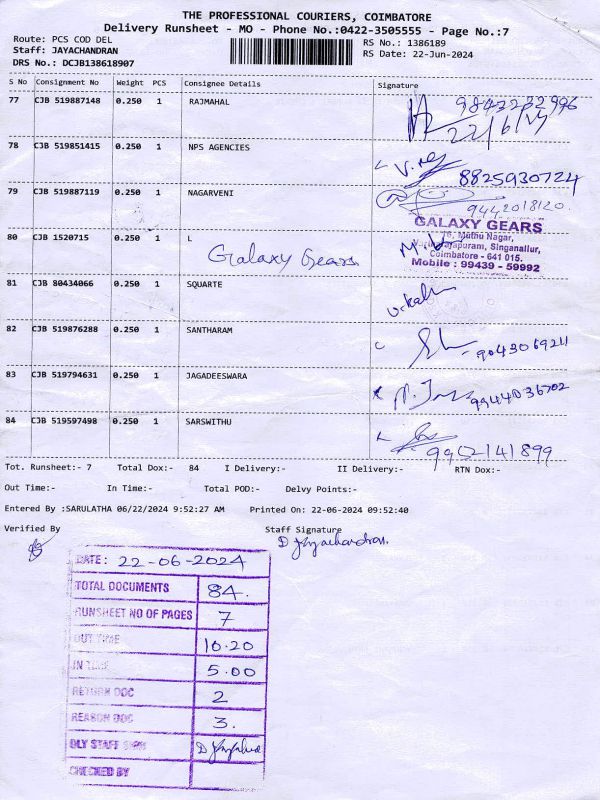 THE PROFESSIONAL COURIERS, COIMBATORE
Delivery Runsheet - MO - Phone No.:0422-3505555 - Page No.:7
Route: PCS COD DEL
RS No.: 1386189
Staff: JAYACHANDRAN
RS Date: 22-Jun-2024
DRS No.: DCJB138618907
S No Consignment No Weight PCS Consignee Details Signature
77 CJB 519887148 0.250 1 RAJMAHAL 9843232996
22/6/24
78 CJB 519851415 0.250 1 NPS AGENCIES
8825930724
79 CJB 519887119 0.250 1 NAGARVENI
9442018120.
GALAXY GEARS
80 CJB 1520715 0.250 1 L
Galaxy Gears
Muthu Nagar,
Singanallur,
Coimbatore - 641 015.
Mobile : 99439 - 59992
81 CJB 80434066 0.250 1 SQUARTE
82 CJB 519876288 0.250 1 SANTHARAM
9043069211
83 CJB 519794631 0.250 1 JAGADEESWARA
9944036702
84 CJB 519597498 0.250 1 SARSWITHU
9952141899
Tot. Runsheet:- 7 Total Dox:- 84 I Delivery:- II Delivery:- RTN Dox:-
Out Time:- In Time:- Total POD:- Delvy Points:-
Entered By :SARULATHA 06/22/2024 9:52:27 AM Printed On: 22-06-2024 09:52:40
Verified By Staff Signature
D Jayachandran.
DATE: 22-06-2024
TOTAL DOCUMENTS 84.
RUNSHEET NO OF PAGES 7
OUT TIME 10.20
IN TIME 5.00
RETURN DOC 2
REASON DOC 3.
DLY STAFF SIGN
CHECKED BY